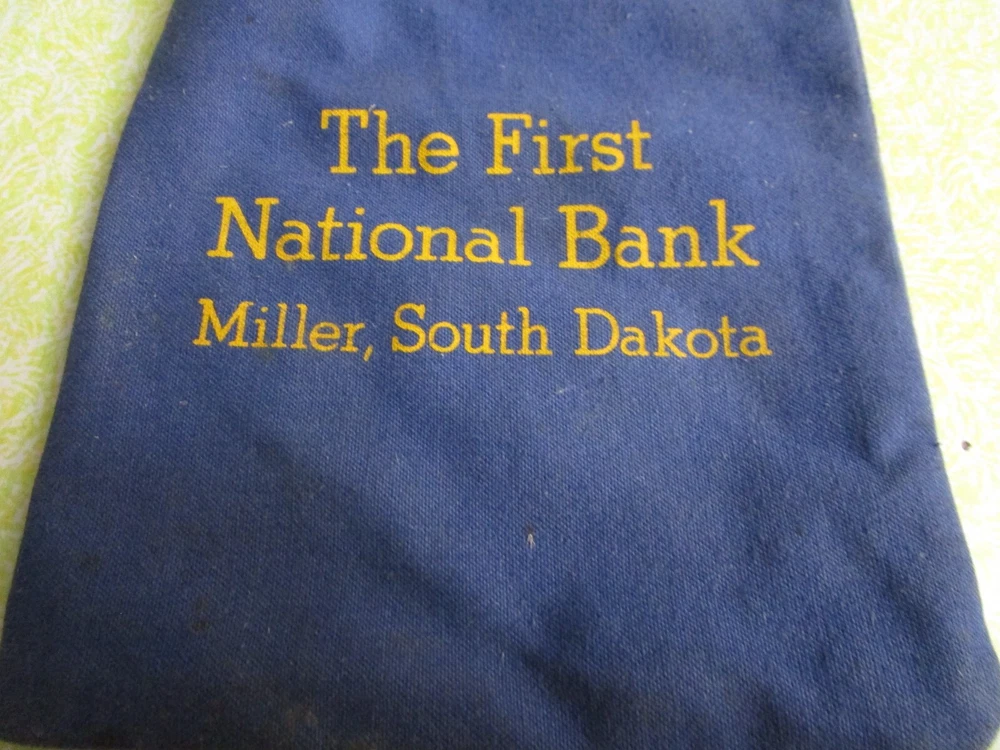 The First
National Bank
Miller, South Dakota